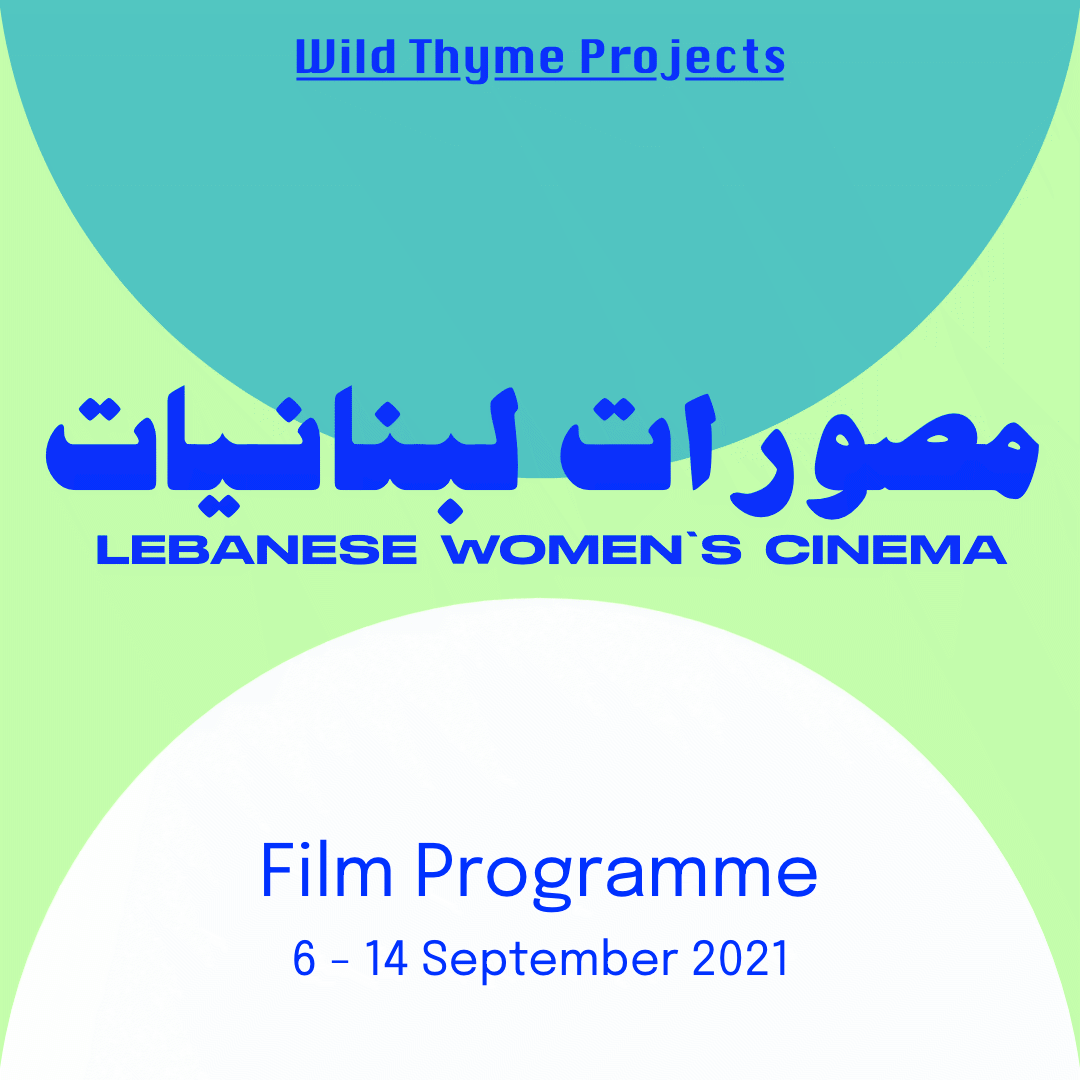 Wild Thyme Projects
مصورات لبنانيات
LEBANESE WOMEN`S CINEMA
Film Programme
6 – 14 September 2021